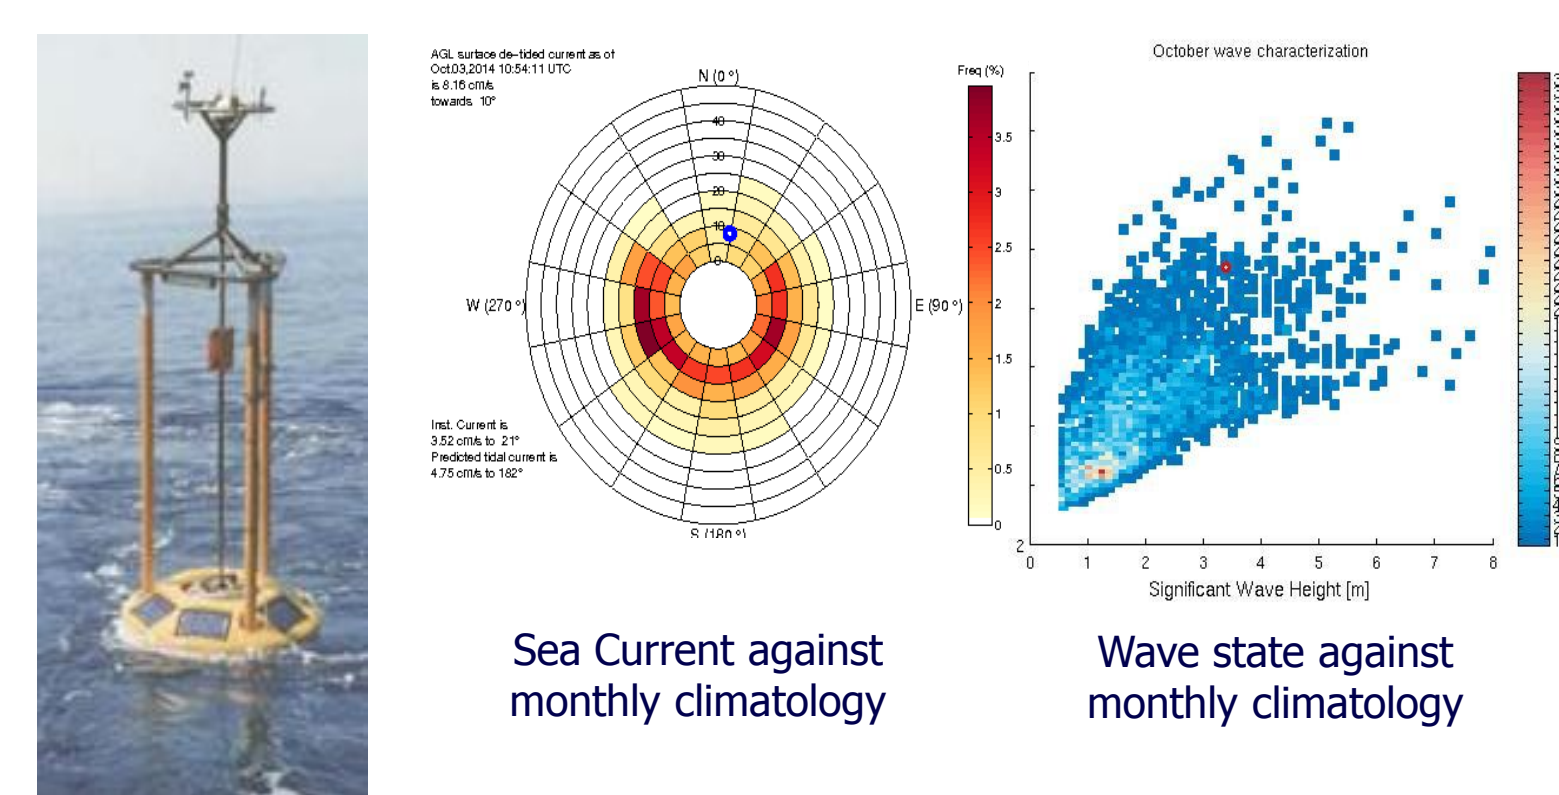 AGL surface de-tided current as of
Oct.03,2014 10:54:11 UTC
is 8.16 cm/s
towards 10°
N (0°)
40
30
20
10
0
W (270°)
E (90°)
S (180°)
Inst. Current is
3.52 cm/s to 21°
Predicted tidal current is
4.75 cm/s to 182°
Freq (%)
3.5
3
2.5
2
1.5
1
0.5
0
October wave characterization
2
0 1 2 3 4 5 6 7 8
Significant Wave Height [m]
Sea Current against
monthly climatology
Wave state against
monthly climatology